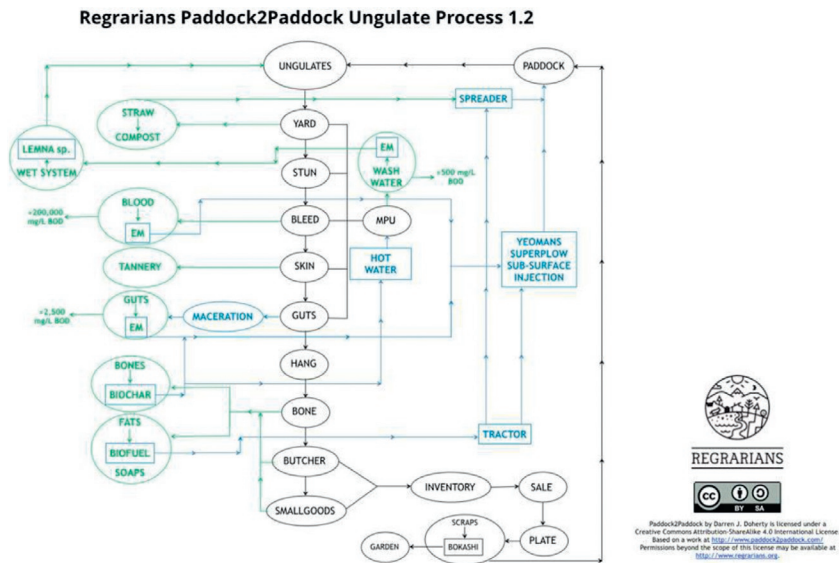 Regrarians Paddock2Paddock Ungulate Process 1.2
UNGULATES
PADDOCK
SPREADER
STRAW
COMPOST
YARD
LEMNA sp.
WET SYSTEM
EM
WASH
WATER
+500 mg/L
BOD
STUN
BLOOD
EM
+200,000
mg/L BOD
BLEED
MPU
YEOMANS
SUPERPLOW
SUB-SURFACE
INJECTION
TANNERY
SKIN
HOT
WATER
GUTS
EM
+2,500
mg/L BOD
MACERATION
GUTS
HANG
BONES
BIOCHAR
BONE
FATS
BIOFUEL
SOAPS
TRACTOR
BUTCHER
INVENTORY
SALE
SMALLGOODS
SCRAPS
BOKASHI
GARDEN
PLATE
REGRARIANS
cc
BY SA
Paddock2Paddock by Darren J. Doherty is licensed under a
Creative Commons Attribution-ShareAlike 4.0 International License
Based on a work at http://www.paddock2paddock.com/
Permissions beyond the scope of this license may be available at
http://www.regrarians.org.